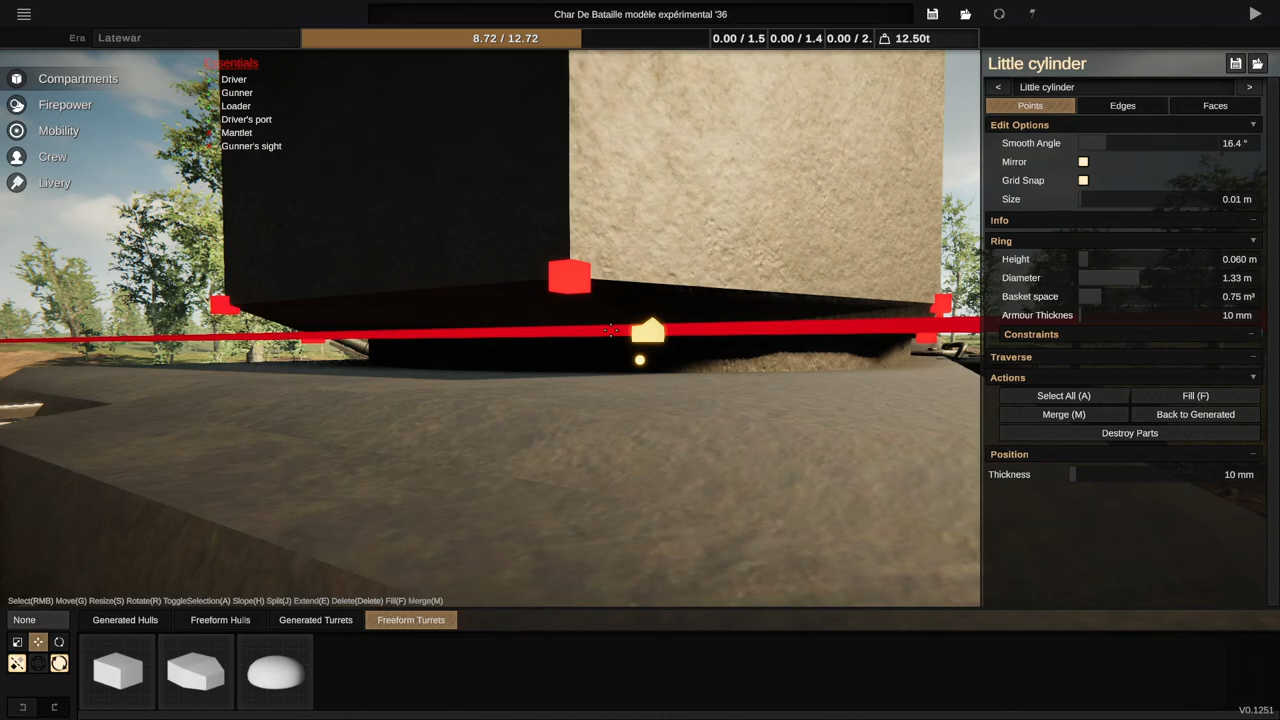 Char De Bataille modèle expérimental '36
Era
Latewar
8.72 / 12.72
0.00 / 1.5
0.00 / 1.4
0.00 / 2.
12.50t
Compartments
Firepower
Mobility
Crew
Livery
Essentials
Driver
Gunner
Loader
Driver's port
Mantlet
Gunner's sight
Little cylinder
<
Little cylinder
>
Points
Edges
Faces
Edit Options
Smooth Angle
16.4 °
Mirror
Grid Snap
Size
0.01 m
Info
Ring
Height
0.060 m
Diameter
1.33 m
Basket space
0.75 m³
Armour Thicknes
10 mm
Constraints
Traverse
Actions
Select All (A)
Fill (F)
Merge (M)
Back to Generated
Destroy Parts
Position
Thickness
10 mm
Select(RMB) Move(G) Resize(S) Rotate(R) ToggleSelection(A) Slope(H) Split(J) Extend(E) Delete(Delete) Fill(F) Merge(M)
None
Generated Hulls
Freeform Hulls
Generated Turrets
Freeform Turrets
V0.1251